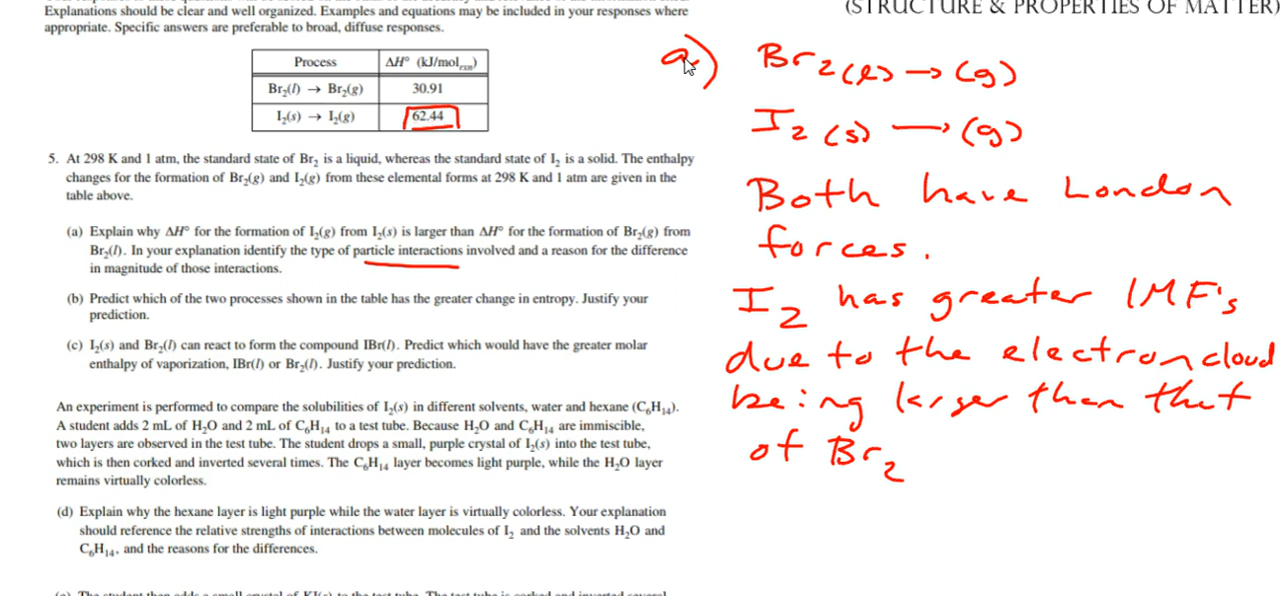 Explanations should be clear and well organized. Examples and equations may be included in your responses where
appropriate. Specific answers are preferable to broad, diffuse responses.
(STRUCTURE & PROPERTIES OF MATTER)
Process ΔH° (kJ/mol_rxn)
Br₂(l) → Br₂(g) 30.91
I₂(s) → I₂(g) 62.44
5. At 298 K and 1 atm, the standard state of Br₂ is a liquid, whereas the standard state of I₂ is a solid. The enthalpy
changes for the formation of Br₂(g) and I₂(g) from these elemental forms at 298 K and 1 atm are given in the
table above.
(a) Explain why ΔH° for the formation of I₂(g) from I₂(s) is larger than ΔH° for the formation of Br₂(g) from
Br₂(l). In your explanation identify the type of particle interactions involved and a reason for the difference
in magnitude of those interactions.
(b) Predict which of the two processes shown in the table has the greater change in entropy. Justify your
prediction.
(c) I₂(s) and Br₂(l) can react to form the compound IBr(l). Predict which would have the greater molar
enthalpy of vaporization, IBr(l) or Br₂(l). Justify your prediction.
An experiment is performed to compare the solubilities of I₂(s) in different solvents, water and hexane (C₆H₁₄).
A student adds 2 mL of H₂O and 2 mL of C₆H₁₄ to a test tube. Because H₂O and C₆H₁₄ are immiscible,
two layers are observed in the test tube. The student drops a small, purple crystal of I₂(s) into the test tube,
which is then corked and inverted several times. The C₆H₁₄ layer becomes light purple, while the H₂O layer
remains virtually colorless.
(d) Explain why the hexane layer is light purple while the water layer is virtually colorless. Your explanation
should reference the relative strengths of interactions between molecules of I₂ and the solvents H₂O and
C₆H₁₄, and the reasons for the differences.
a) Br₂(l) → (g)
I₂(s) → (g)
Both have London
forces.
I₂ has greater IMF's
due to the electron cloud
being larger than that
of Br₂